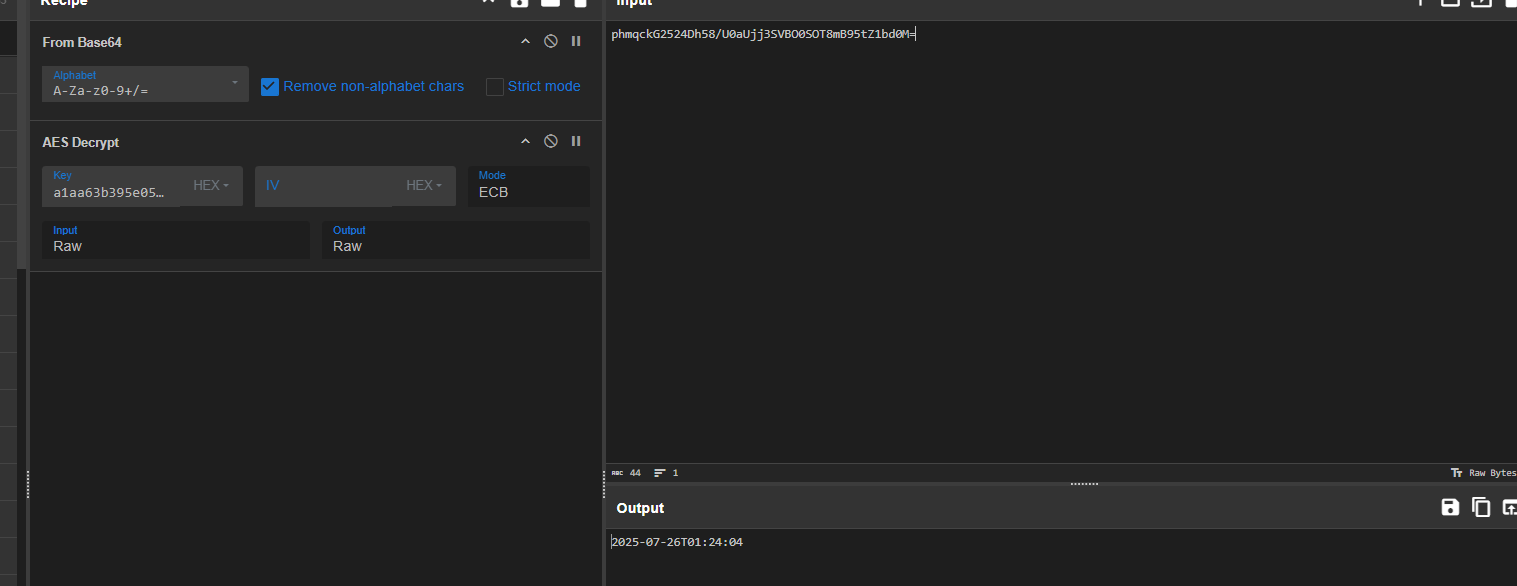 Recipe
Input
From Base64
Alphabet
A-Za-z0-9+/=
Remove non-alphabet chars
Strict mode
phmqckG2524Dh58/U0aUjj3SVBO0SOT8mB95tZ1bd0M=
AES Decrypt
Key
a1aa63b395e05…
HEX
IV
HEX
Mode
ECB
Input
Raw
Output
Raw
ABC 44 1
Tт Raw Bytes
Output
2025-07-26T01:24:04